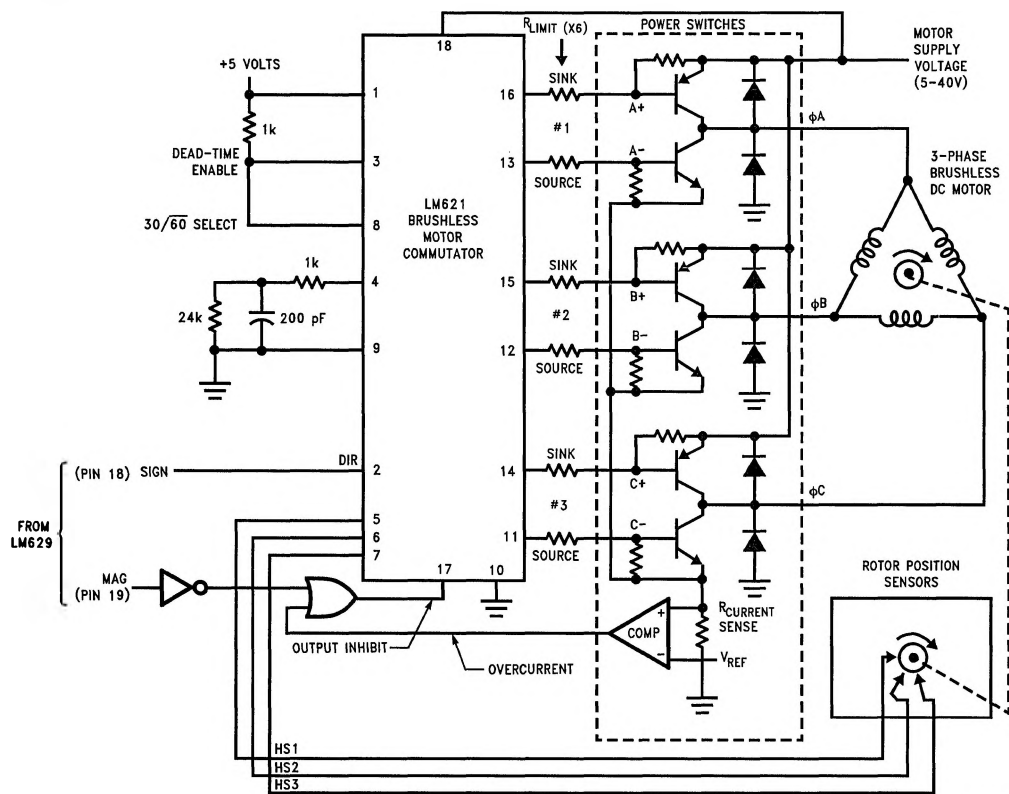 RLIMIT (X6)
POWER SWITCHES
MOTOR
SUPPLY
VOLTAGE
(5-40V)
+5 VOLTS
18
SINK
1
16
A+
ϕA
1k
#1
DEAD-TIME
ENABLE
3
13
A-
3-PHASE
BRUSHLESS
DC MOTOR
SOURCE
LM621
BRUSHLESS
MOTOR
COMMUTATOR
30/6̅0̅ SELECT
8
SINK
1k
4
15
B+
ϕB
#2
24k
200 pF
9
12
B-
SOURCE
SINK
DIR
(PIN 18) SIGN
2
14
C+
ϕC
#3
FROM
LM629
5
6
7
11
C-
SOURCE
MAG
(PIN 19)
17
10
ROTOR POSITION
SENSORS
RCURRENT
SENSE
+
COMP
-
VREF
OUTPUT INHIBIT
OVERCURRENT
HS1
HS2
HS3